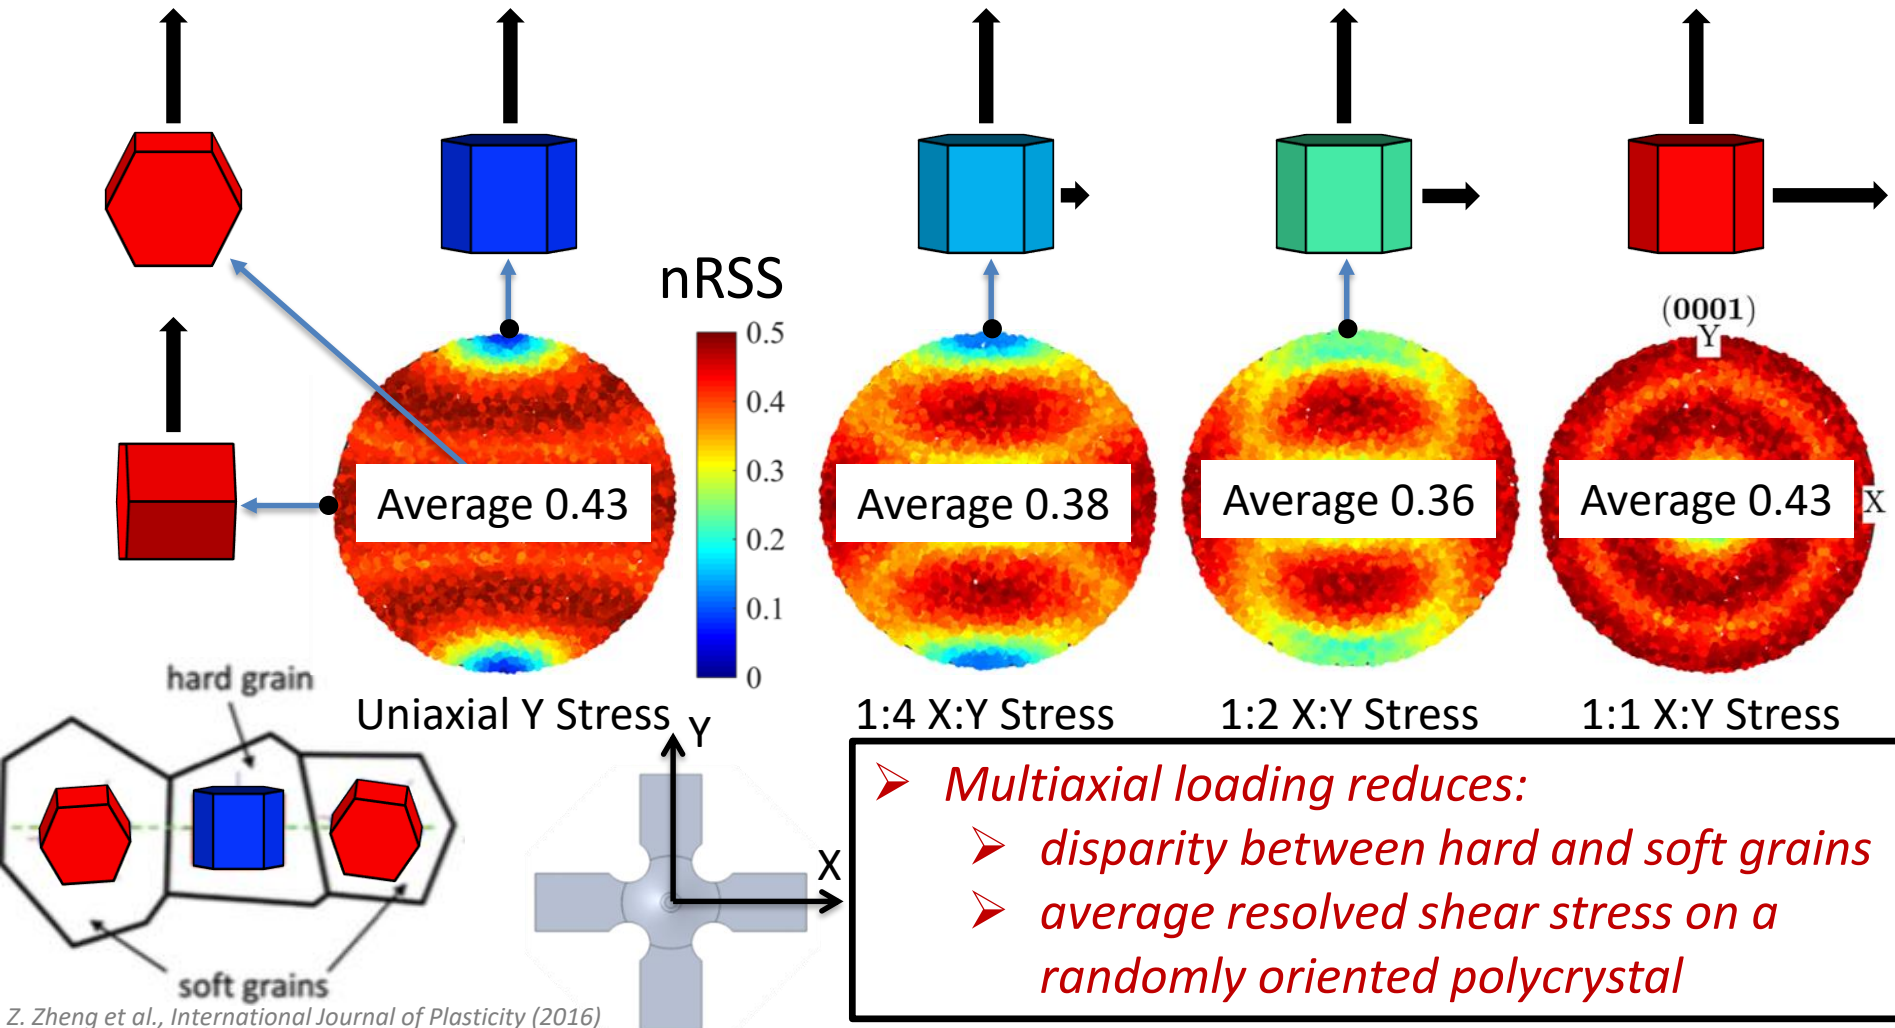 nRSS
0.5
0.4
0.3
0.2
0.1
0
(0001)
Y
X
Average 0.43
Average 0.38
Average 0.36
Average 0.43
Uniaxial Y Stress
1:4 X:Y Stress
1:2 X:Y Stress
1:1 X:Y Stress
hard grain
soft grains
Y
X
➢ Multiaxial loading reduces:
➢ disparity between hard and soft grains
➢ average resolved shear stress on a
randomly oriented polycrystal
Z. Zheng et al., International Journal of Plasticity (2016)